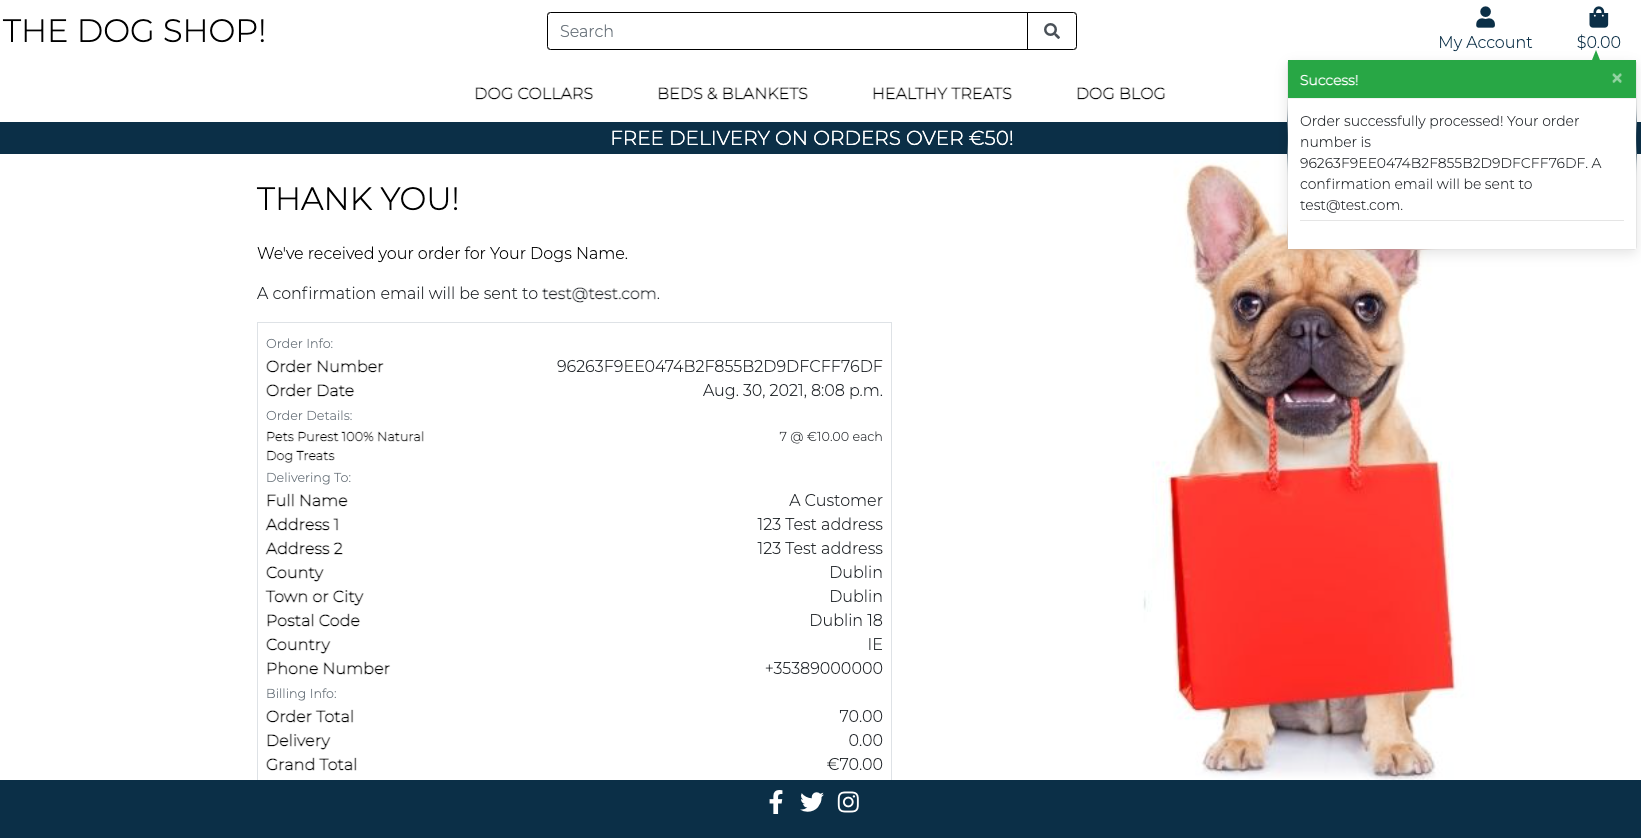 THE DOG SHOP!
Search
My Account
$0.00
DOG COLLARS
BEDS & BLANKETS
HEALTHY TREATS
DOG BLOG
FREE DELIVERY ON ORDERS OVER €50!
Success!
×
Order successfully processed! Your order
number is
96263F9EE0474B2F855B2D9DFCFF76DF. A
confirmation email will be sent to
test@test.com.
THANK YOU!
We've received your order for Your Dogs Name.
A confirmation email will be sent to test@test.com.
Order Info:
Order Number 96263F9EE0474B2F855B2D9DFCFF76DF
Order Date Aug. 30, 2021, 8:08 p.m.
Order Details:
Pets Purest 100% Natural 7 @ €10.00 each
Dog Treats
Delivering To:
Full Name A Customer
Address 1 123 Test address
Address 2 123 Test address
County Dublin
Town or City Dublin
Postal Code Dublin 18
Country IE
Phone Number +35389000000
Billing Info:
Order Total 70.00
Delivery 0.00
Grand Total €70.00